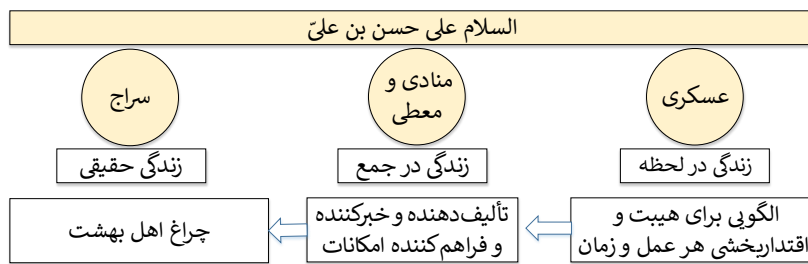 السلام علی حسن بن علیّ
عسکری
منادی و
معطی
سراج
زندگی در لحظه
زندگی در جمع
زندگی حقیقی
الگویی برای هیبت و
اقتداربخشی هر عمل و زمان
تألیف‌دهنده و خبرکننده
و فراهم‌کننده امکانات
چراغ اهل بهشت